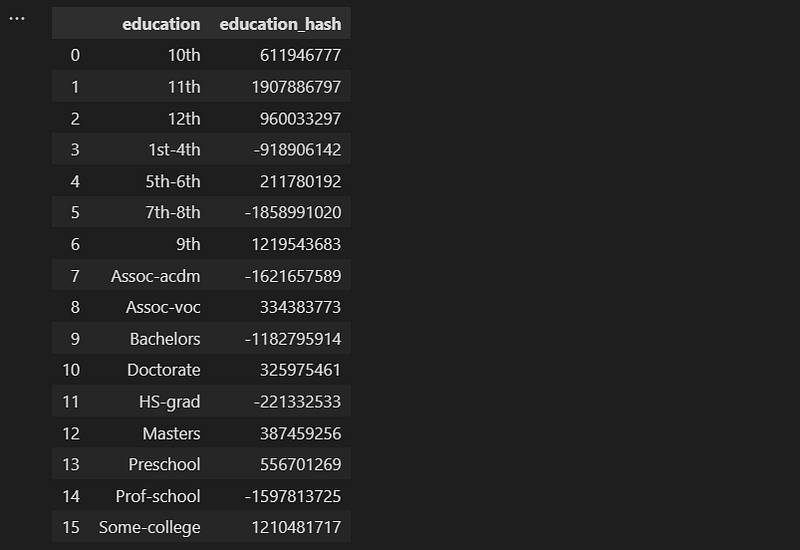 ...
education education_hash
0 10th 611946777
1 11th 1907886797
2 12th 960033297
3 1st-4th -918906142
4 5th-6th 211780192
5 7th-8th -1858991020
6 9th 1219543683
7 Assoc-acdm -1621657589
8 Assoc-voc 334383773
9 Bachelors -1182795914
10 Doctorate 325975461
11 HS-grad -221332533
12 Masters 387459256
13 Preschool 556701269
14 Prof-school -1597813725
15 Some-college 1210481717